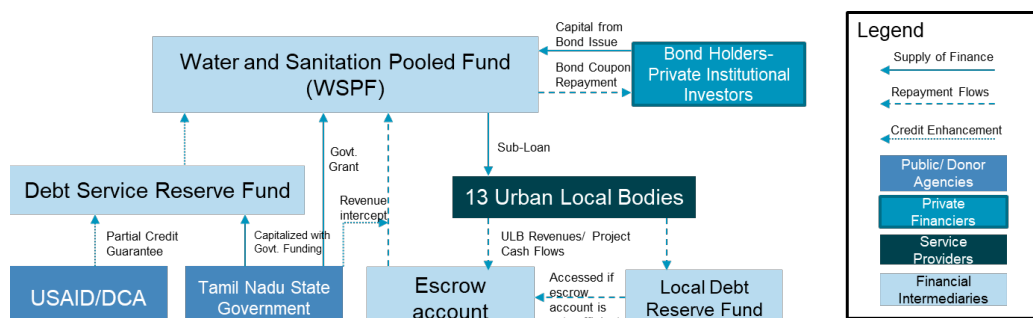 Water and Sanitation Pooled Fund
(WSPF)
Capital from
Bond Issue
Bond Coupon
Repayment
Bond Holders-
Private Institutional
Investors
Sub-Loan
Govt.
Grant
Debt Service Reserve Fund
Revenue
intercept
13 Urban Local Bodies
Partial Credit
Guarantee
Capitalized with
Govt. Funding
ULB Revenues/ Project
Cash Flows
USAID/DCA
Tamil Nadu State
Government
Escrow
account
Accessed if
escrow
account is
Local Debt
Reserve Fund
Legend
Supply of Finance
Repayment Flows
Credit Enhancement
Public/ Donor
Agencies
Private
Financiers
Service
Providers
Financial
Intermediaries